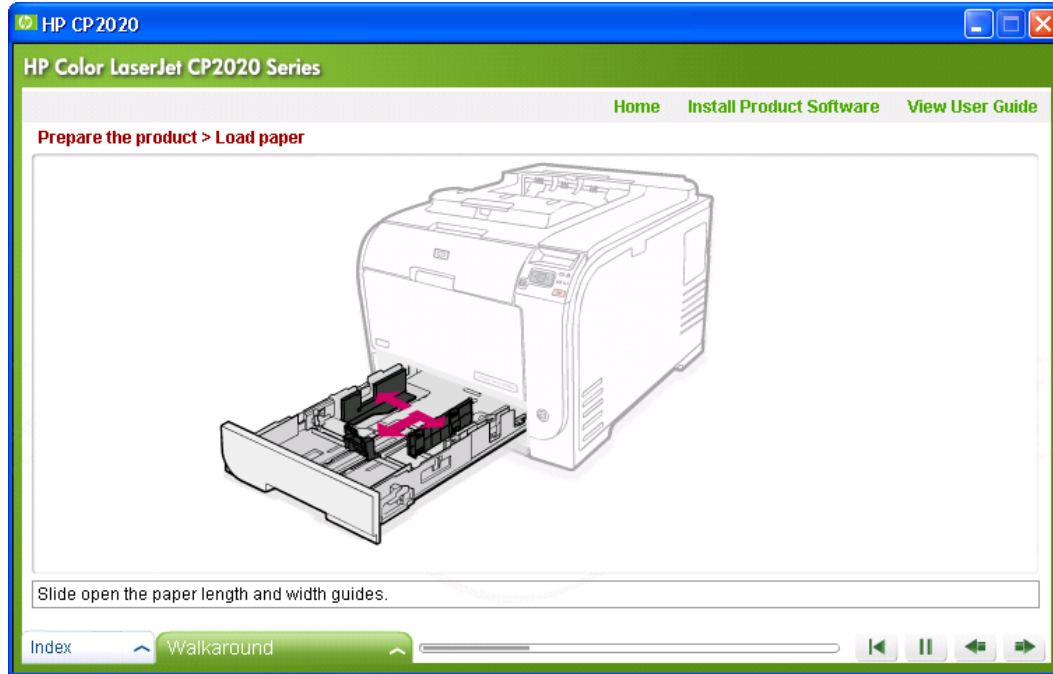 HP CP2020
HP Color LaserJet CP2020 Series
Home Install Product Software View User Guide
Prepare the product > Load paper
Slide open the paper length and width guides.
Index Walkaround